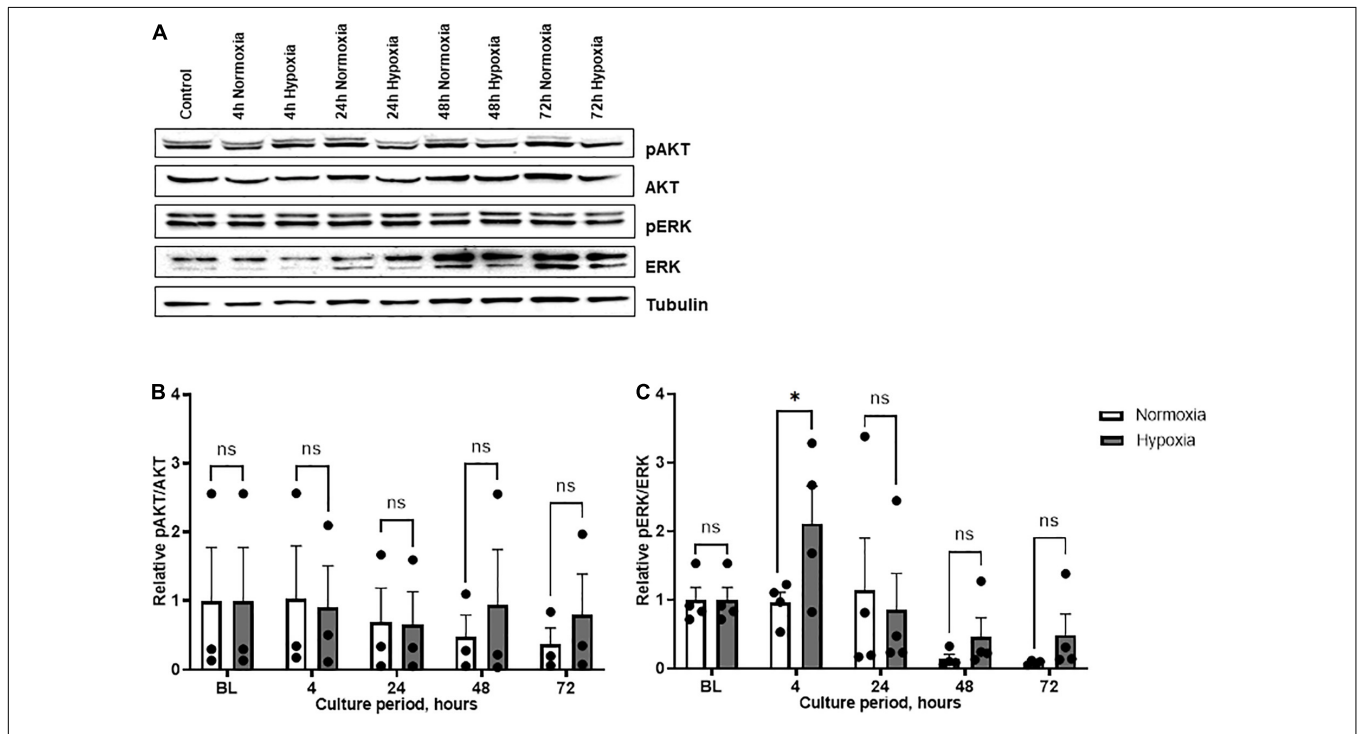 A
Control
4h Normoxia
4h Hypoxia
24h Normoxia
24h Hypoxia
48h Normoxia
48h Hypoxia
72h Normoxia
72h Hypoxia
pAKT
AKT
pERK
ERK
Tubulin
B
Relative pAKT/AKT
4
3
2
1
0
ns
ns
ns
ns
ns
BL
4
24
48
72
Culture period, hours
C
Relative pERK/ERK
4
3
2
1
0
ns
*
ns
ns
ns
BL
4
24
48
72
Culture period, hours
Normoxia
Hypoxia